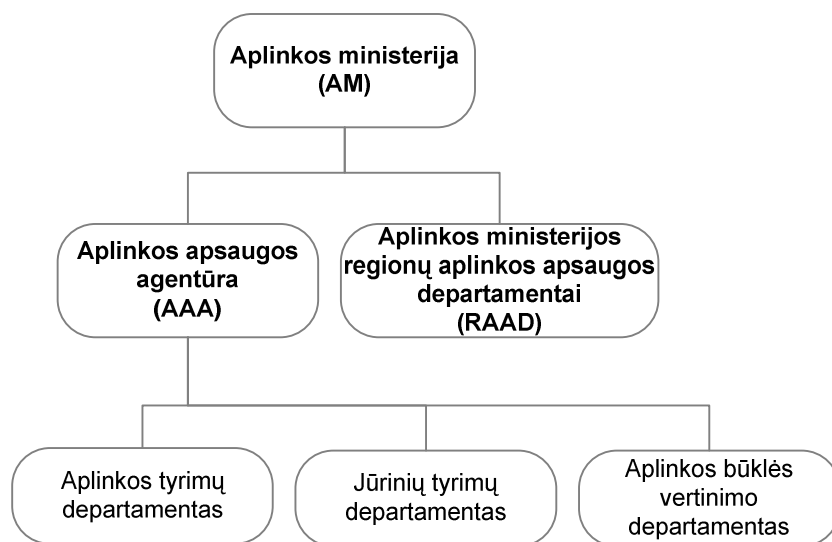 Aplinkos ministerija
(AM)
Aplinkos apsaugos
agentūra
(AAA)
Aplinkos ministerijos
regionų aplinkos apsaugos
departamentai
(RAAD)
Aplinkos tyrimų
departamentas
Jūrinių tyrimų
departamentas
Aplinkos būklės
vertinimo
departamentas